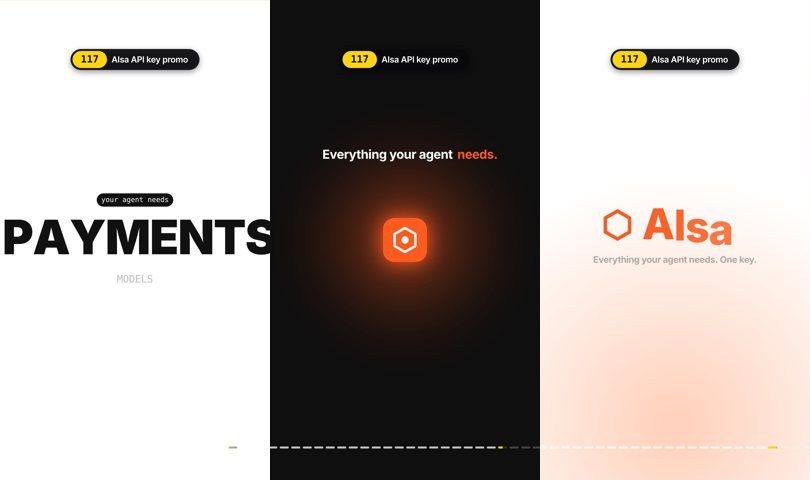 117 Alsa API key promo
your agent needs
PAYMENTS
MODELS
117 Alsa API key promo
Everything your agent needs.
117 Alsa API key promo
Alsa
Everything your agent needs. One key.